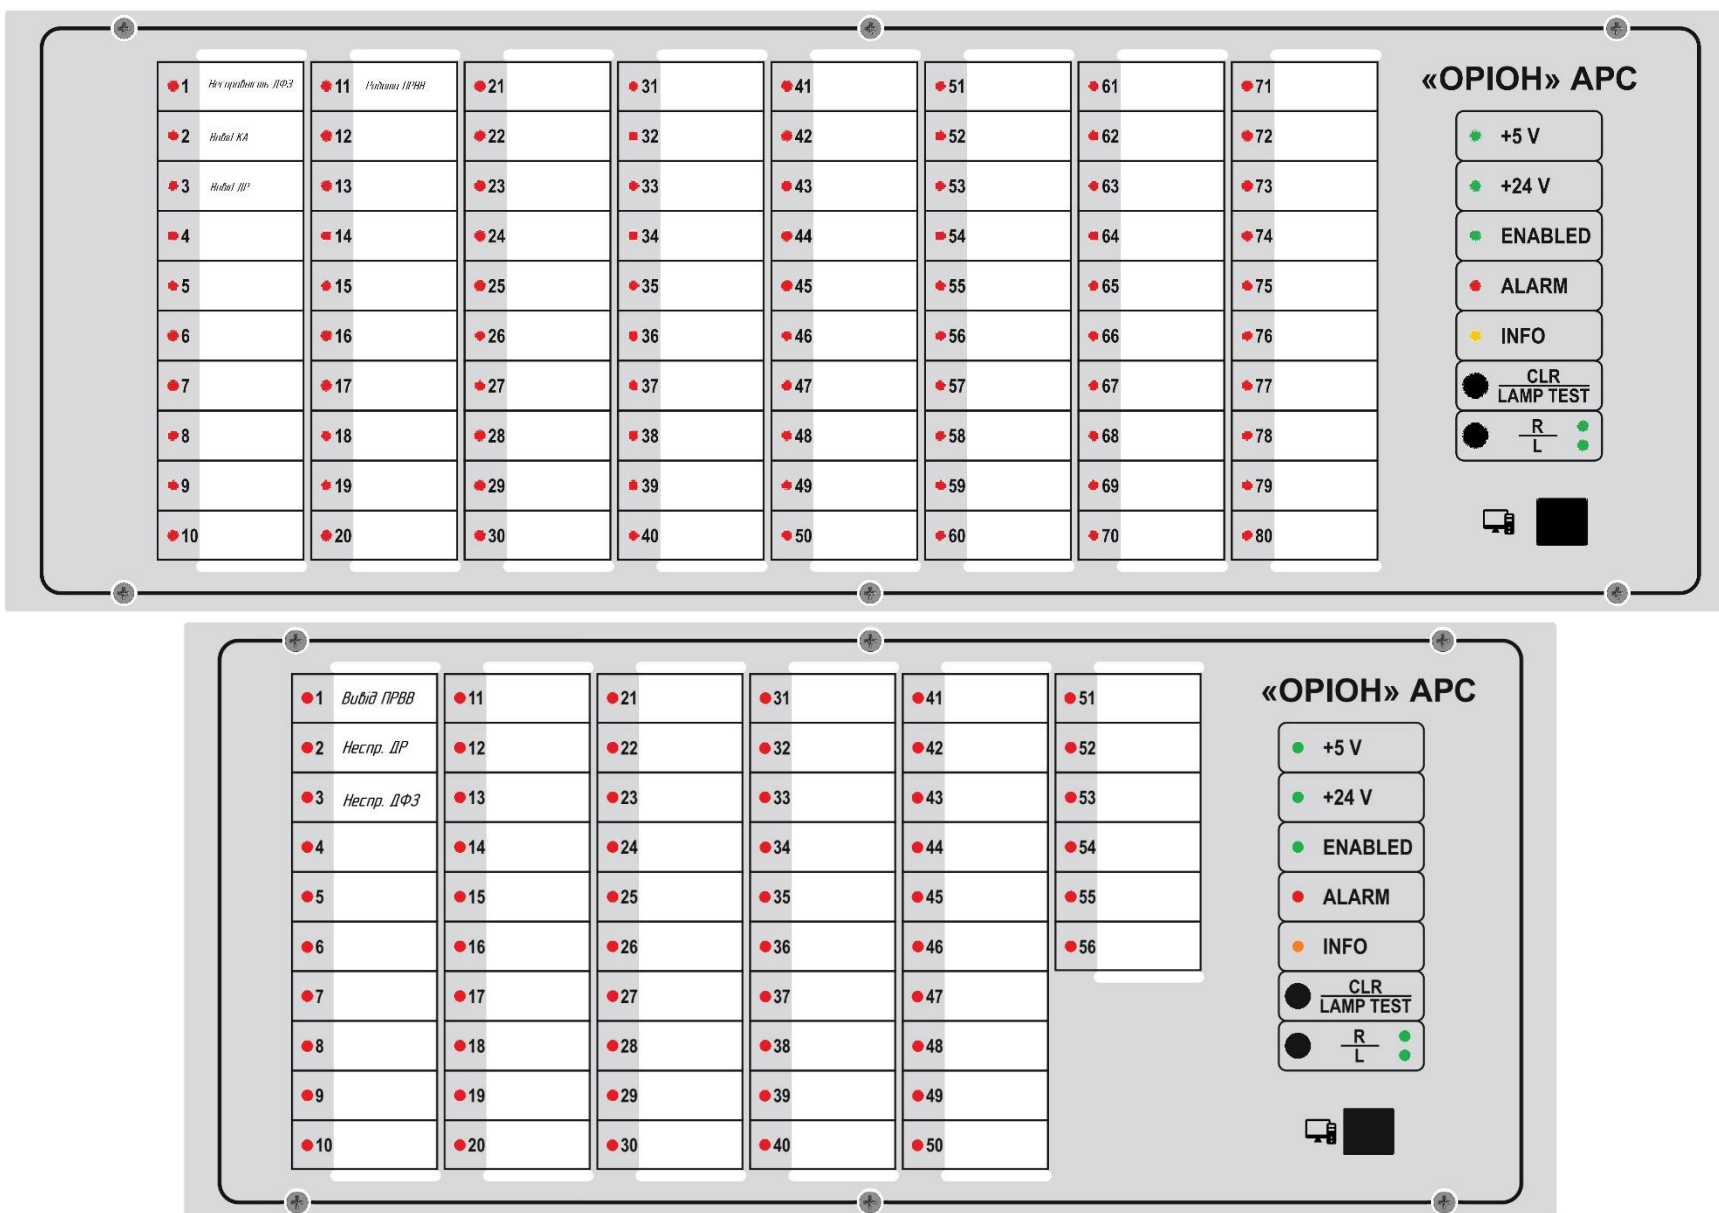 1 Несправність ДФЗ 11 Робота ПРВВ 21 31 41 51 61 71 «ОРІОН» АРС
2 Вивід КА 12 22 32 42 52 62 72 +5 V
3 Вивід ДР 13 23 33 43 53 63 73 +24 V
4 14 24 34 44 54 64 74 ENABLED
5 15 25 35 45 55 65 75 ALARM
6 16 26 36 46 56 66 76 INFO
7 17 27 37 47 57 67 77 CLR
LAMP TEST
8 18 28 38 48 58 68 78 R
L
9 19 29 39 49 59 69 79
10 20 30 40 50 60 70 80
1 Вивід ПРВВ 11 21 31 41 51 «ОРІОН» АРС
2 Неспр. ДР 12 22 32 42 52 +5 V
3 Неспр. ДФЗ 13 23 33 43 53 +24 V
4 14 24 34 44 54 ENABLED
5 15 25 35 45 55 ALARM
6 16 26 36 46 56 INFO
7 17 27 37 47 CLR
LAMP TEST
8 18 28 38 48 R
L
9 19 29 39 49
10 20 30 40 50